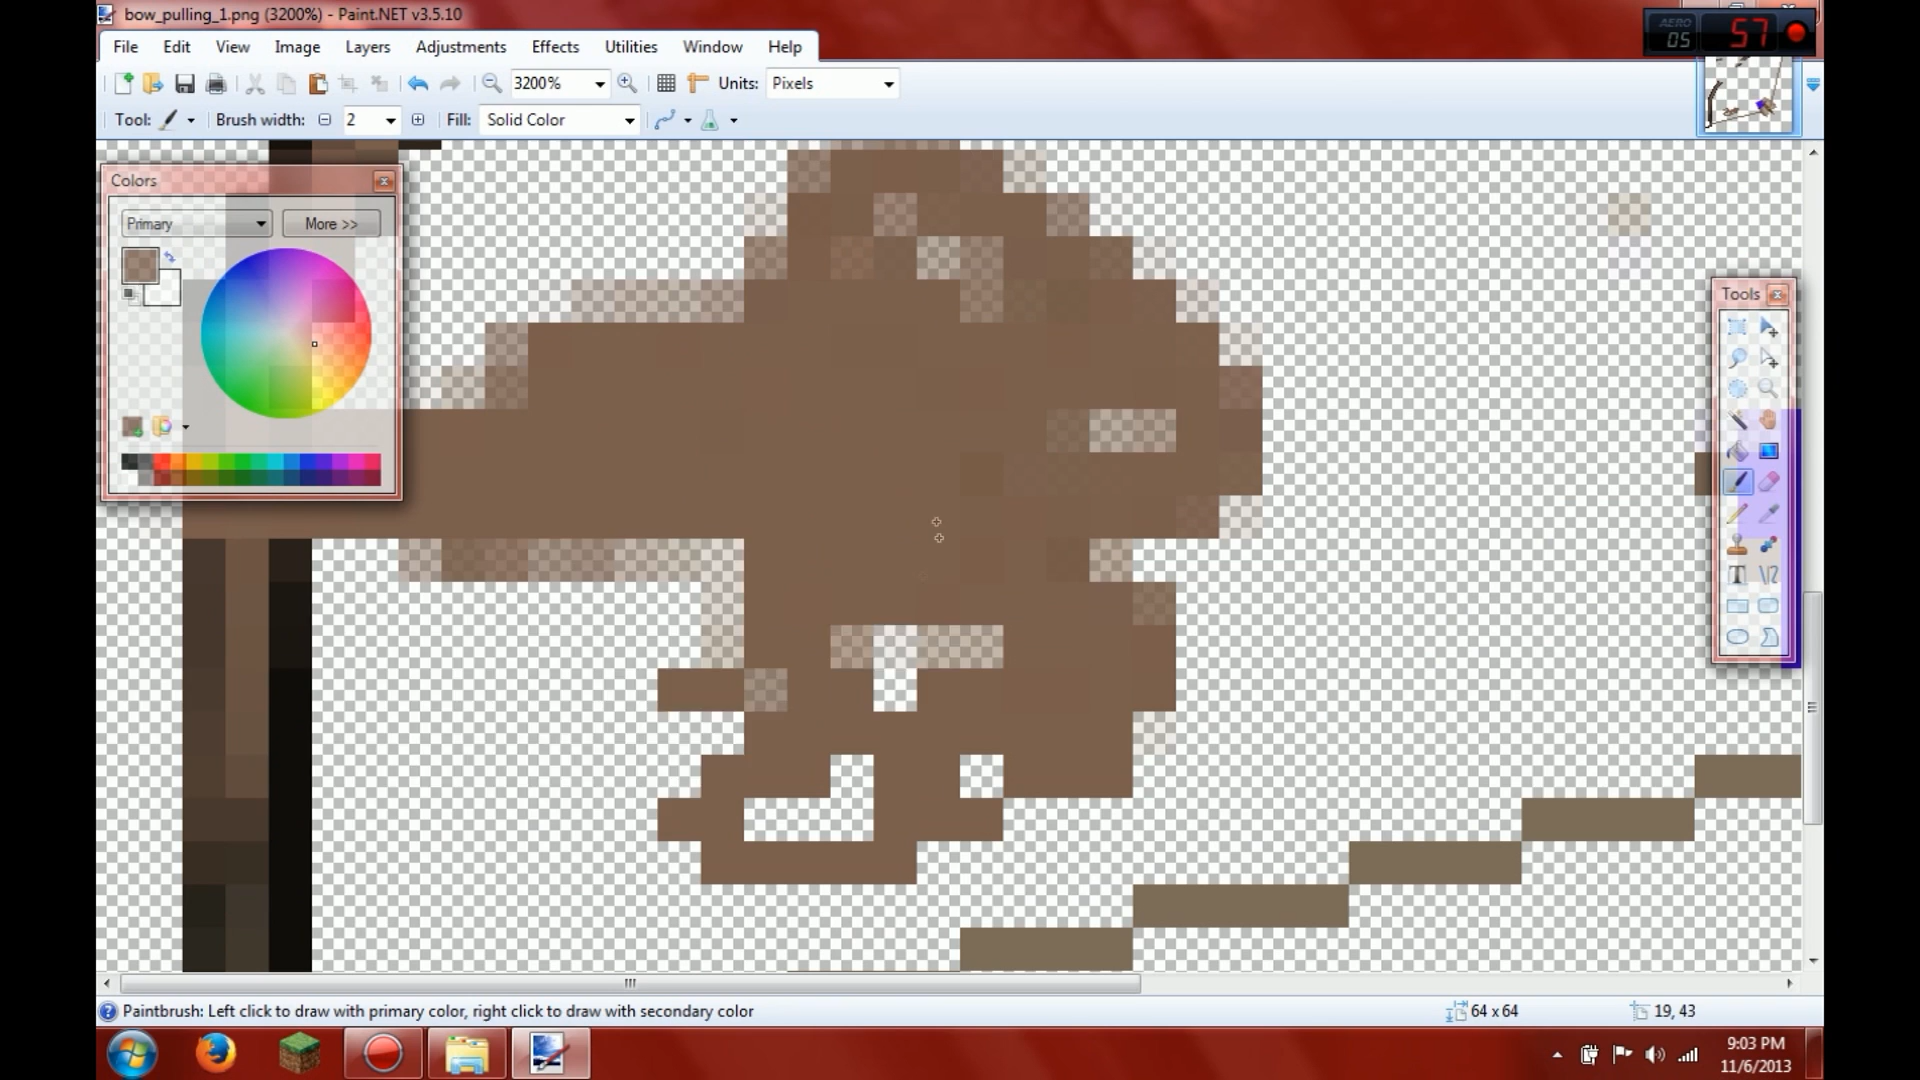 bow_pulling_1.png (3200%) - Paint.NET v3.5.10
AERO 05 57
File Edit View Image Layers Adjustments Effects Utilities Window Help
3200% Units: Pixels
Tool: Brush width: 2 Fill: Solid Color
Colors
Primary More >>
Tools
Paintbrush: Left click to draw with primary color, right click to draw with secondary color 64 x 64 19, 43
9:03 PM
11/6/2013